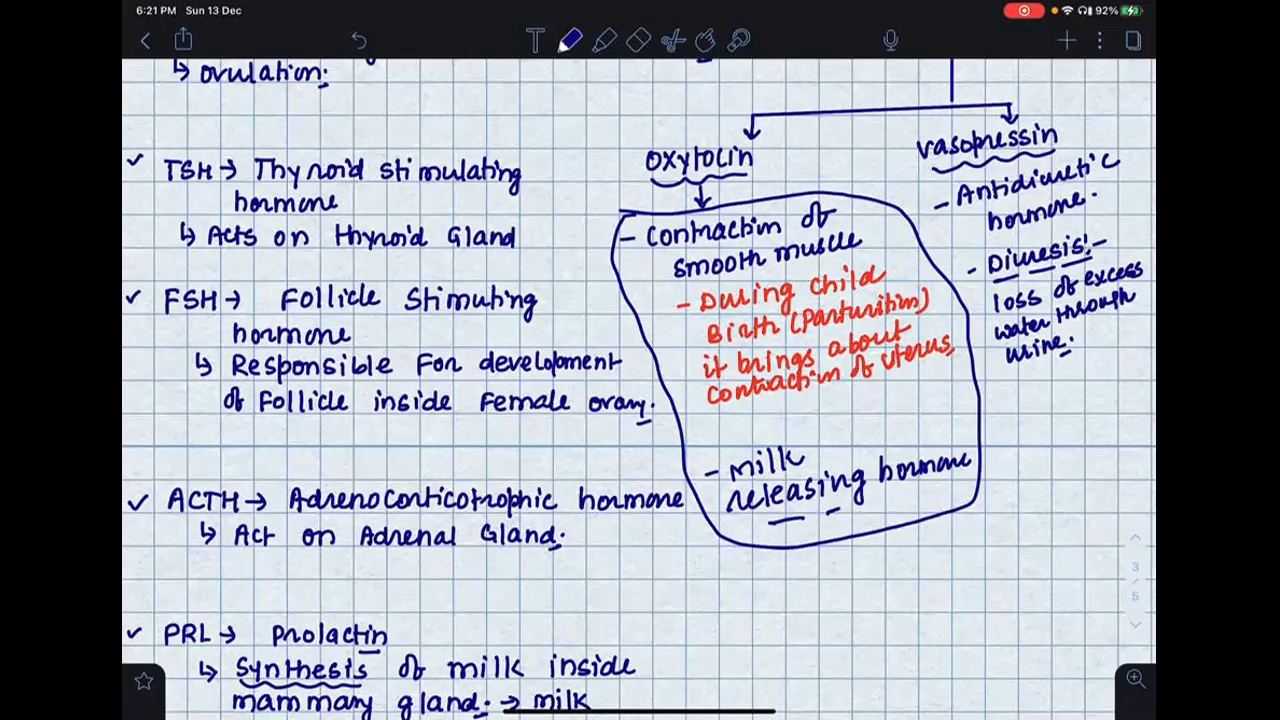 6:21 PM Sun 13 Dec
92%
↳ ovulation.
TSH → Thyroid stimulating
hormone
↳ Acts on thyroid Gland
FSH → Follicle stimuting
hormone
↳ Responsible for development
of follicle inside female ovary.
ACTH → Adrenocorticotrophic hormone
↳ Act on Adrenal Gland.
PRL → Prolactin
↳ synthesis of milk inside
mammary gland. → milk
oxytocin
- contraction of
smooth muscle
- During child
Birth (parturition)
it brings about
contraction of uterus
- milk
releasing hormone
vasopressin
- Antidiuretic
hormone.
- Diuresis:-
loss of excess
water through
urine.
3
/
5